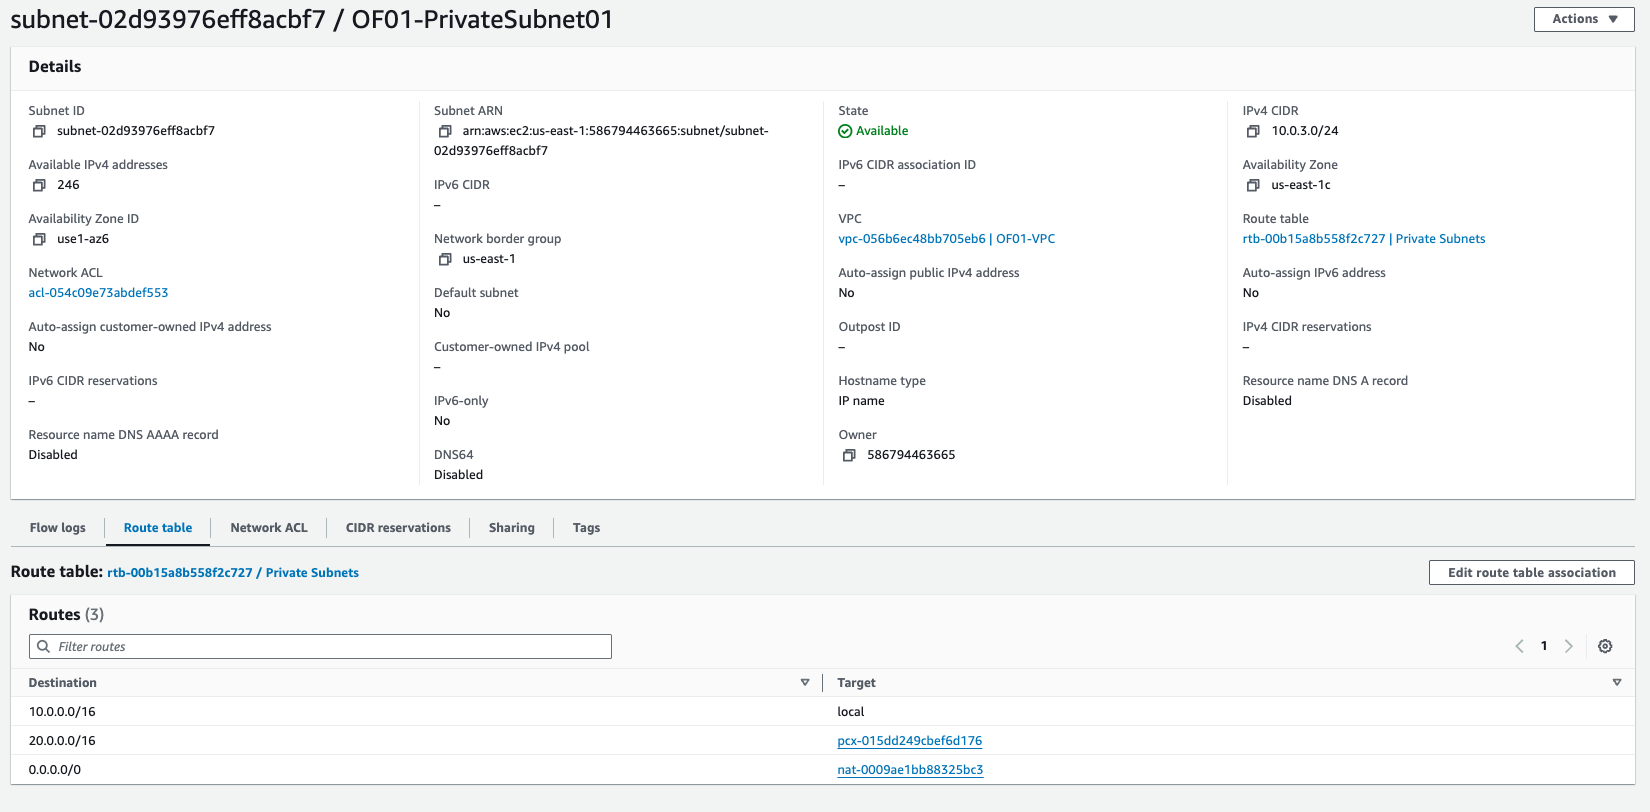 subnet-02d93976eff8acbf7 / OF01-PrivateSubnet01
Actions
Details
Subnet ID
subnet-02d93976eff8acbf7
Available IPv4 addresses
246
Availability Zone ID
use1-az6
Network ACL
acl-054c09e73abdef553
Auto-assign customer-owned IPv4 address
No
IPv6 CIDR reservations
–
Resource name DNS AAAA record
Disabled
Subnet ARN
arn:aws:ec2:us-east-1:586794463665:subnet/subnet-
02d93976eff8acbf7
IPv6 CIDR
–
Network border group
us-east-1
Default subnet
No
Customer-owned IPv4 pool
–
IPv6-only
No
DNS64
Disabled
State
Available
IPv6 CIDR association ID
–
VPC
vpc-056b6ec48bb705eb6 | OF01-VPC
Auto-assign public IPv4 address
No
Outpost ID
–
Hostname type
IP name
Owner
586794463665
IPv4 CIDR
10.0.3.0/24
Availability Zone
us-east-1c
Route table
rtb-00b15a8b558f2c727 | Private Subnets
Auto-assign IPv6 address
No
IPv4 CIDR reservations
–
Resource name DNS A record
Disabled
Flow logs
Route table
Network ACL
CIDR reservations
Sharing
Tags
Route table: rtb-00b15a8b558f2c727 / Private Subnets
Edit route table association
Routes (3)
Filter routes
1
Destination
Target
10.0.0.0/16
local
20.0.0.0/16
pcx-015dd249cbef6d176
0.0.0.0/0
nat-0009ae1bb88325bc3